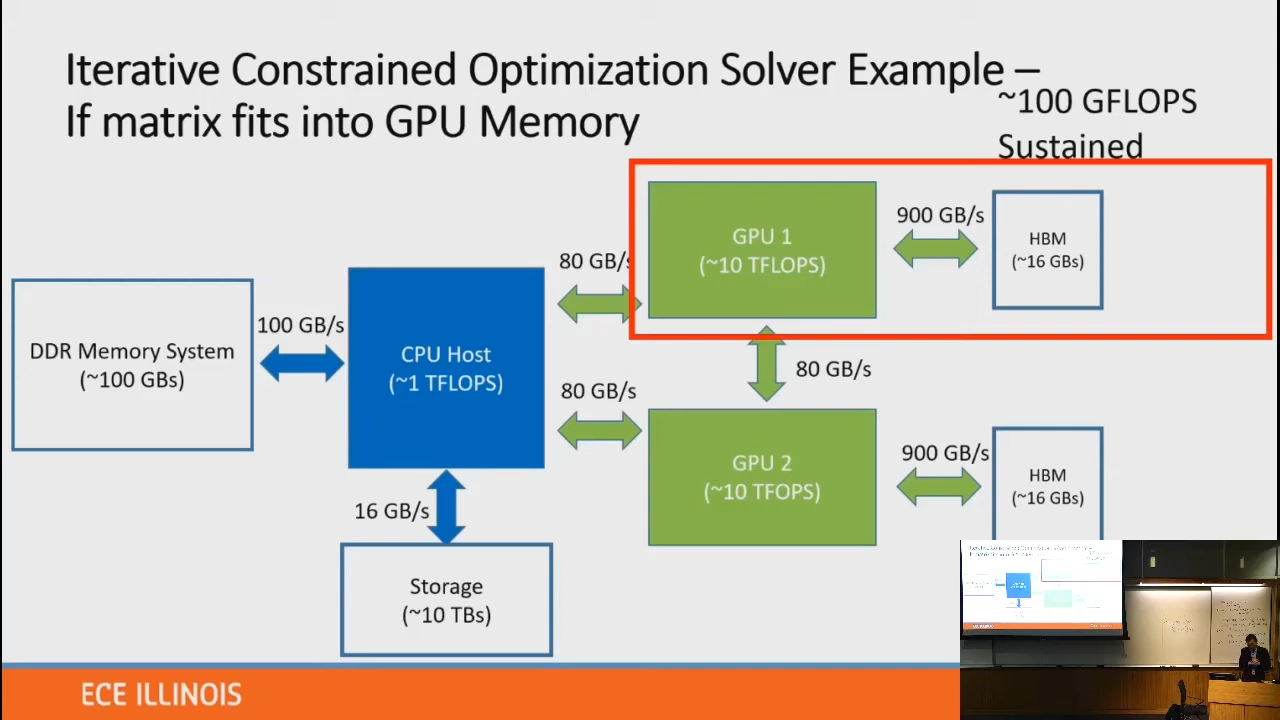 Iterative Constrained Optimization Solver Example –
If matrix fits into GPU Memory
~100 GFLOPS
Sustained
GPU 1
(~10 TFLOPS)
900 GB/s
HBM
(~16 GBs)
80 GB/s
DDR Memory System
(~100 GBs)
100 GB/s
CPU Host
(~1 TFLOPS)
80 GB/s
80 GB/s
GPU 2
(~10 TFOPS)
900 GB/s
HBM
(~16 GBs)
16 GB/s
Storage
(~10 TBs)
ECE ILLINOIS